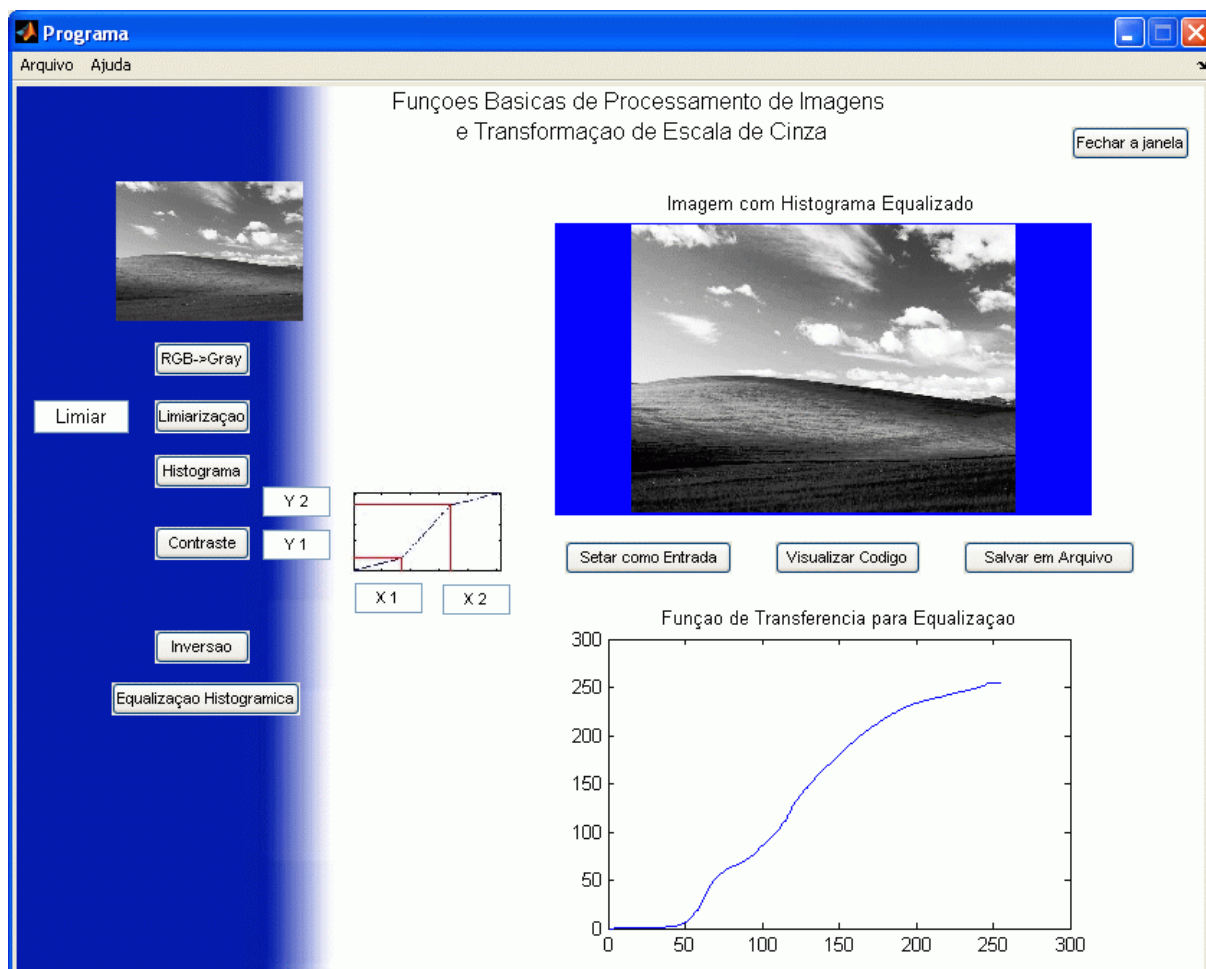 Programa
Arquivo Ajuda
Funçoes Basicas de Processamento de Imagens
e Transformaçao de Escala de Cinza
Fechar a janela
Imagem com Histograma Equalizado
RGB->Gray
Limiar
Limiarizaçao
Histograma
Y 2
Contraste
Y 1
X 1
X 2
Inversao
Equalizaçao Histogramica
Setar como Entrada
Visualizar Codigo
Salvar em Arquivo
Funçao de Transferencia para Equalizaçao
300
250
200
150
100
50
0
0 50 100 150 200 250 300